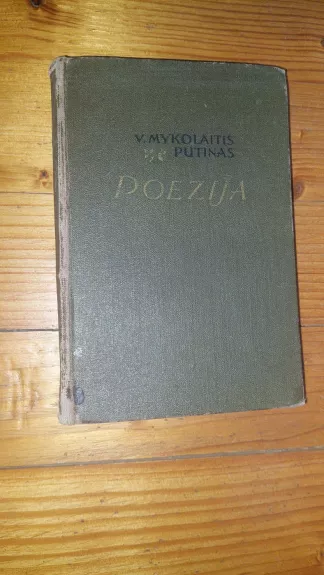 V. MYKOLAITIS
PUTINAS
POEZIJA